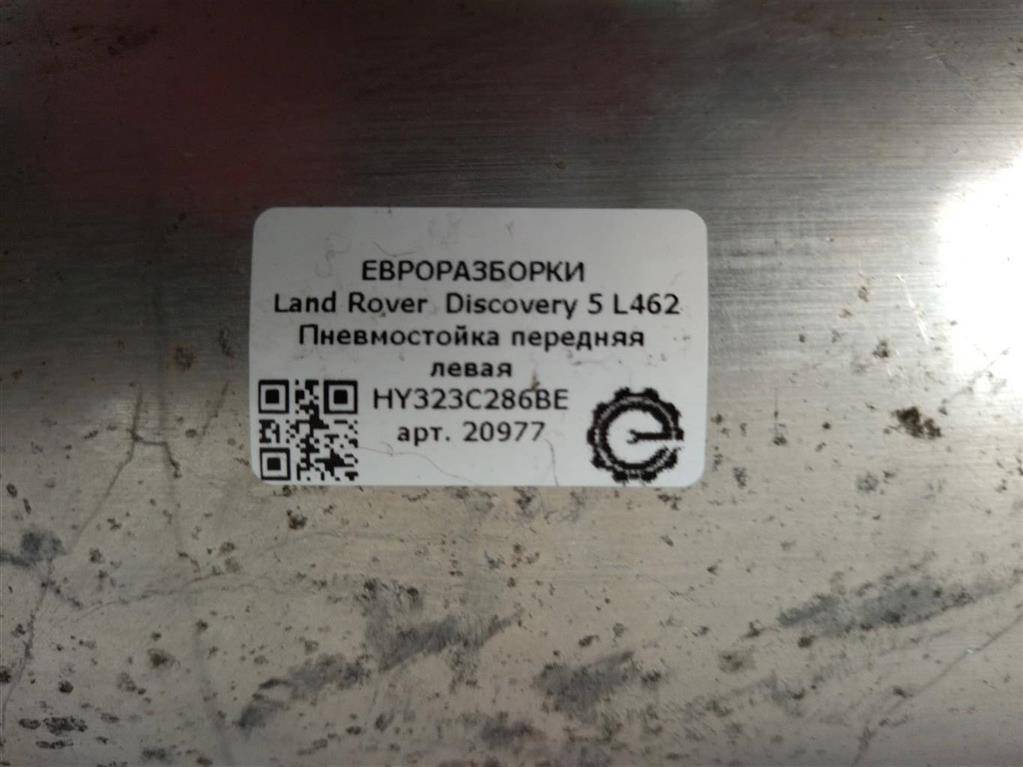 ЕВРОРАЗБОРКИ
Land Rover Discovery 5 L462
Пневмостойка передняя
левая
HY323C286BE
арт. 20977